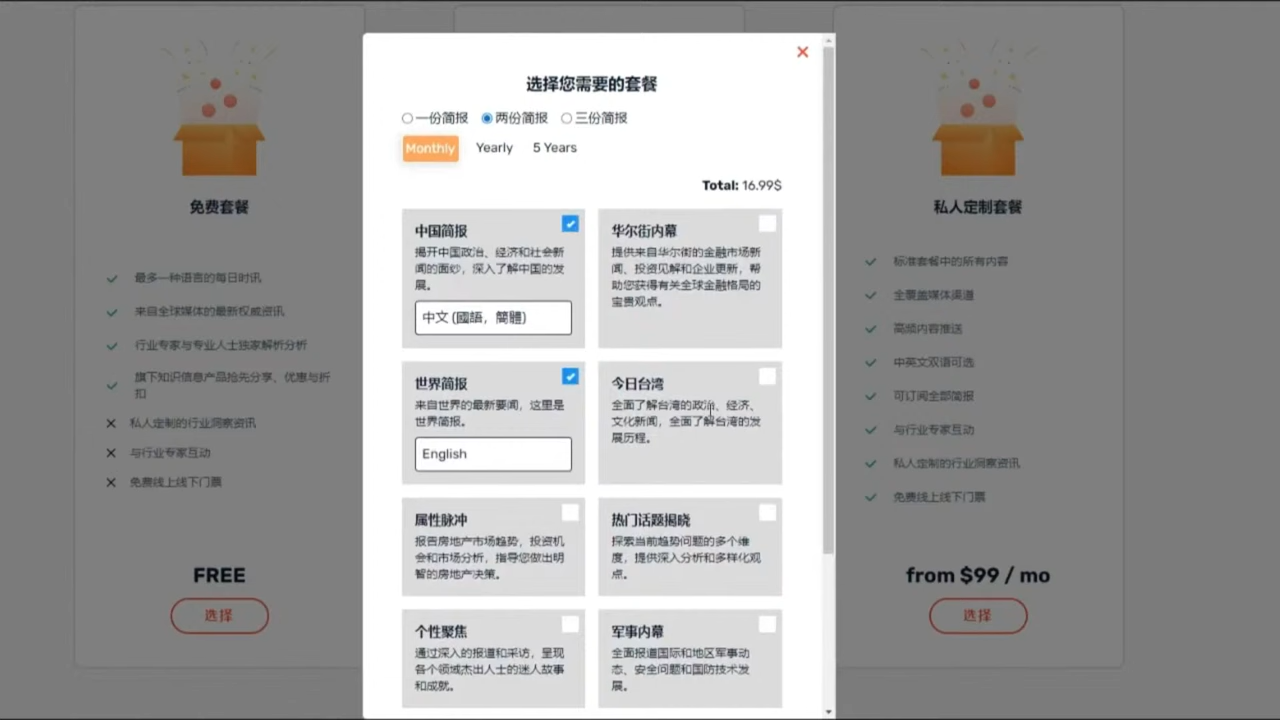 选择您需要的套餐
一份简报 两份简报 三份简报
Monthly Yearly 5 Years
Total: 16.99$
中国简报
揭开中国政治、经济和社会新
闻的面纱，深入了解中国的发
展。
中文 (國語，簡體)
华尔街内幕
提供来自华尔街的金融市场新
闻、投资见解和企业更新，帮
助您获得有关全球金融格局的
宝贵观点。
世界简报
来自世界的最新要闻，这里是
世界简报。
English
今日台湾
全面了解台湾的政治、经济、
文化新闻，全面了解台湾的发
展历程。
属性脉冲
报告房地产市场趋势，投资机
会和市场分析，指导您做出明
智的房地产决策。
热门话题揭晓
探索当前趋势问题的多个维
度，提供深入分析和多样化观
点。
个性聚焦
通过深入的报道和采访，呈现
各个领域杰出人士的迷人故事
和成就。
军事内幕
全面报道国际和地区军事动
态、安全问题和国防技术发
展。
免费套餐
最多一种语言的每日时讯
来自全球媒体的最新权威资讯
行业专家与专业人士独家解析分析
旗下知识信息产品抢先分享、优惠与折
扣
私人定制的行业洞察资讯
与行业专家互动
免费线上线下门票
FREE
选择
私人定制套餐
标准套餐中的所有内容
全覆盖媒体渠道
高频内容推送
中英文双语可选
可订阅全部简报
与行业专家互动
私人定制的行业洞察资讯
免费线上线下门票
from $99 / mo
选择